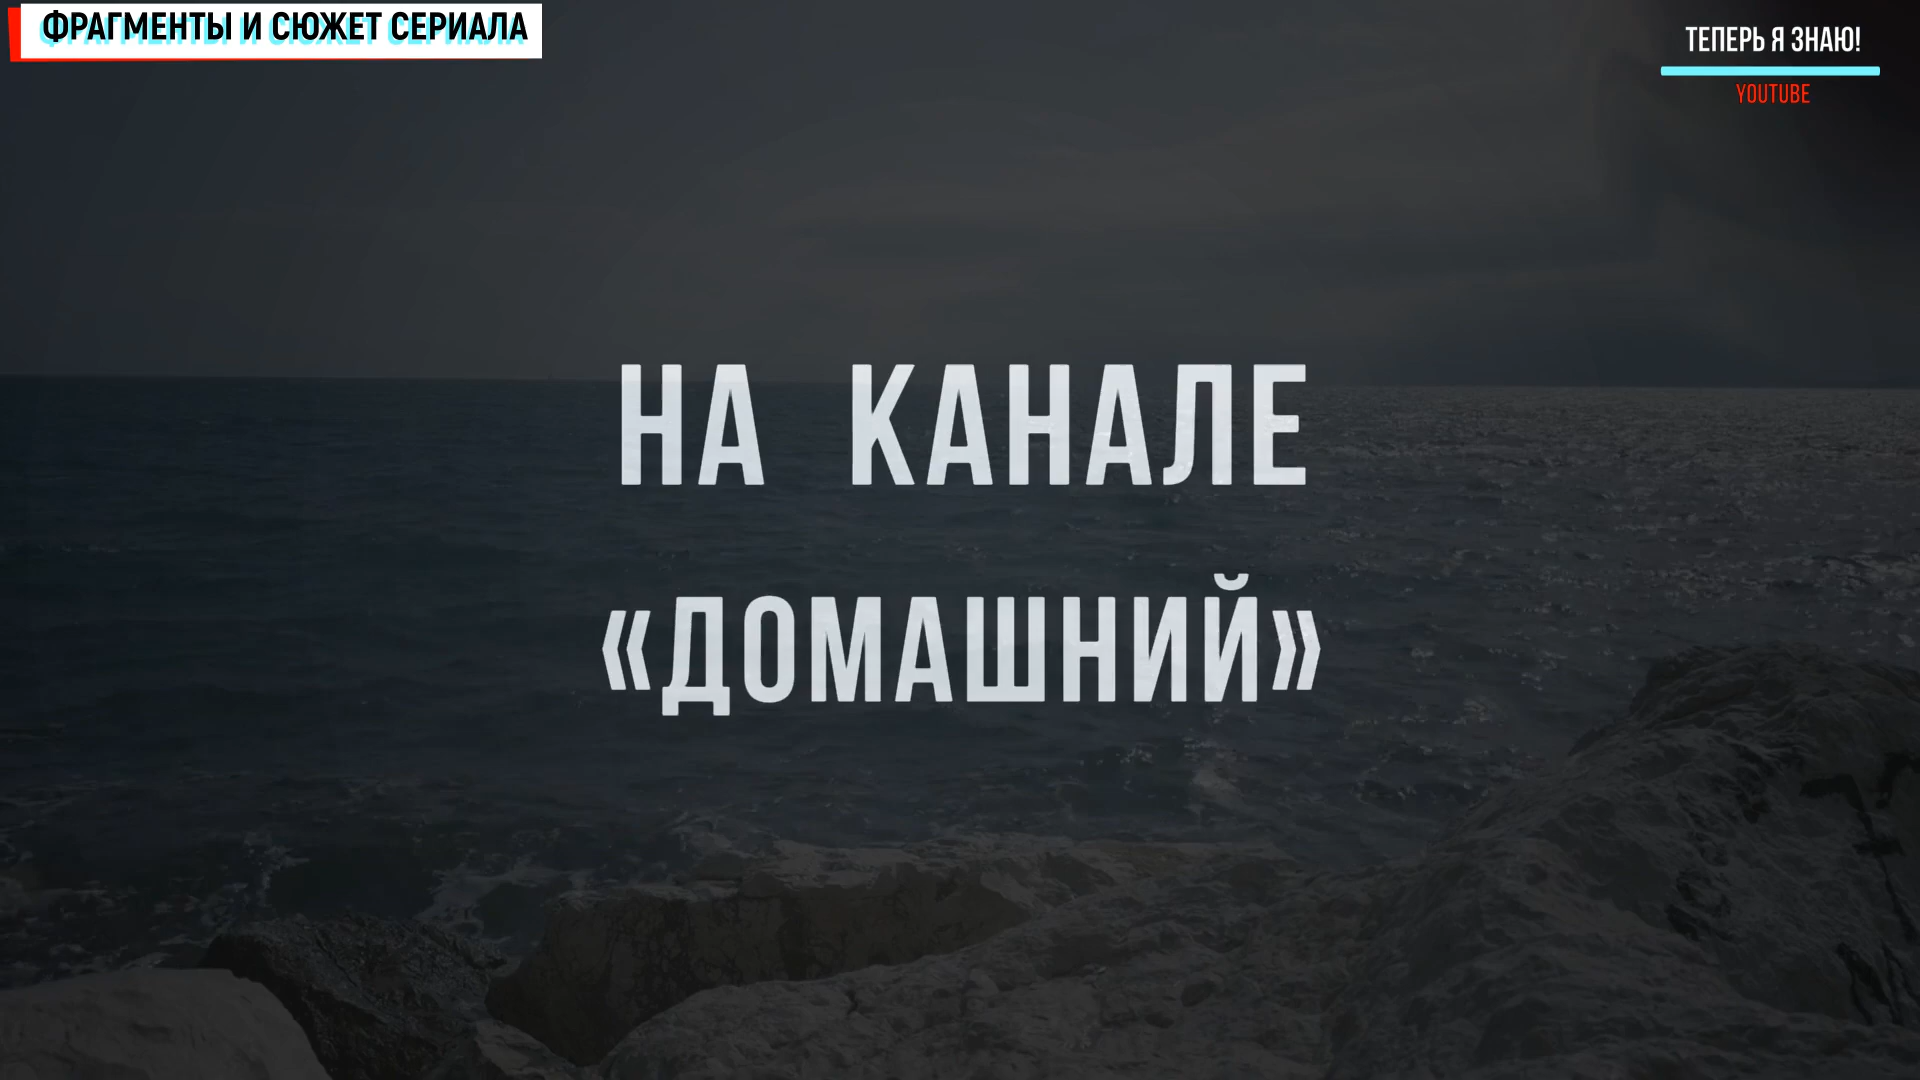 ФРАГМЕНТЫ И СЮЖЕТ СЕРИАЛА
ТЕПЕРЬ Я ЗНАЮ!
YOUTUBE
НА КАНАЛЕ
«ДОМАШНИЙ»